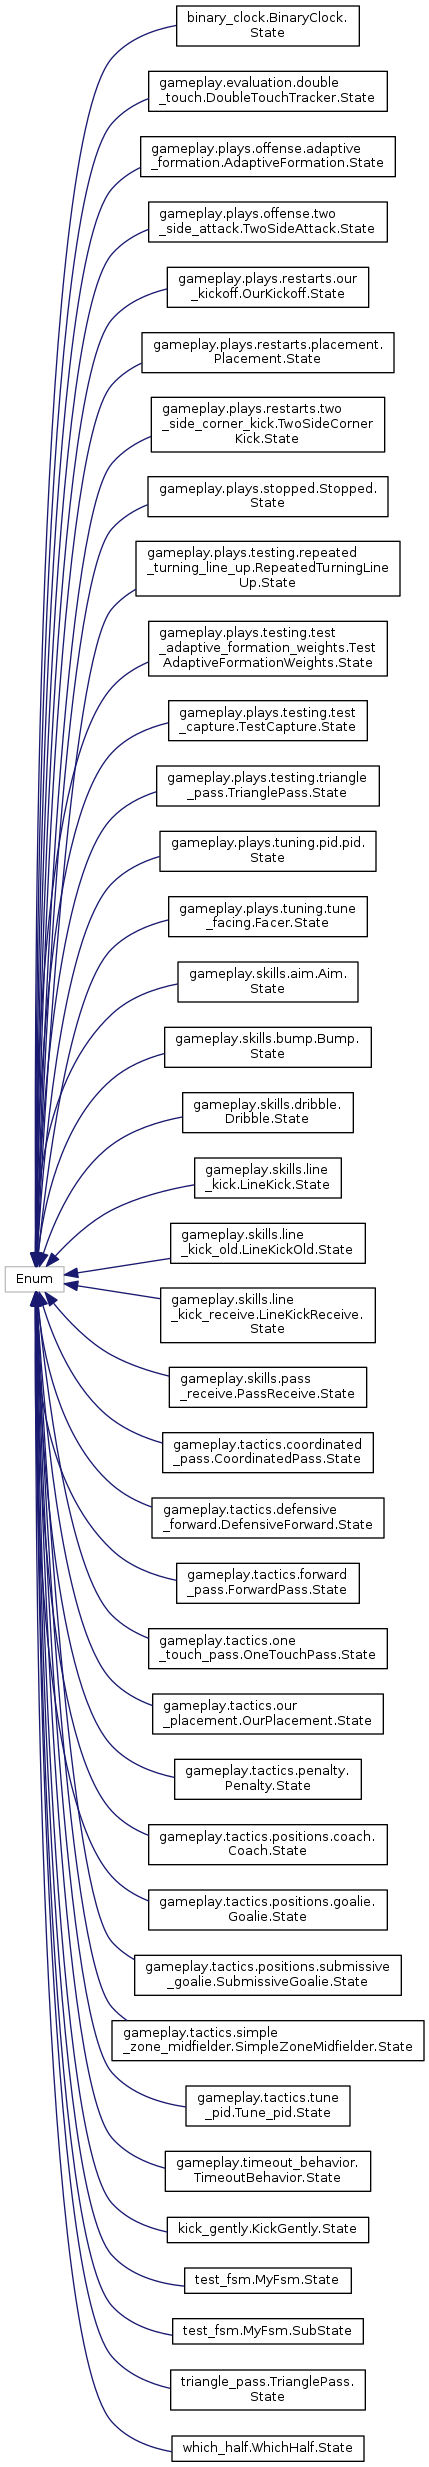 binary_clock.BinaryClock.
State
gameplay.evaluation.double
_touch.DoubleTouchTracker.State
gameplay.plays.offense.adaptive
_formation.AdaptiveFormation.State
gameplay.plays.offense.two
_side_attack.TwoSideAttack.State
gameplay.plays.restarts.our
_kickoff.OurKickoff.State
gameplay.plays.restarts.placement.
Placement.State
gameplay.plays.restarts.two
_side_corner_kick.TwoSideCorner
Kick.State
gameplay.plays.stopped.Stopped.
State
gameplay.plays.testing.repeated
_turning_line_up.RepeatedTurningLine
Up.State
gameplay.plays.testing.test
_adaptive_formation_weights.Test
AdaptiveFormationWeights.State
gameplay.plays.testing.test
_capture.TestCapture.State
gameplay.plays.testing.triangle
_pass.TrianglePass.State
gameplay.plays.tuning.pid.pid.
State
gameplay.plays.tuning.tune
_facing.Facer.State
gameplay.skills.aim.Aim.
State
gameplay.skills.bump.Bump.
State
gameplay.skills.dribble.
Dribble.State
gameplay.skills.line
_kick.LineKick.State
gameplay.skills.line
_kick_old.LineKickOld.State
Enum
gameplay.skills.line
_kick_receive.LineKickReceive.
State
gameplay.skills.pass
_receive.PassReceive.State
gameplay.tactics.coordinated
_pass.CoordinatedPass.State
gameplay.tactics.defensive
_forward.DefensiveForward.State
gameplay.tactics.forward
_pass.ForwardPass.State
gameplay.tactics.one
_touch_pass.OneTouchPass.State
gameplay.tactics.our
_placement.OurPlacement.State
gameplay.tactics.penalty.
Penalty.State
gameplay.tactics.positions.coach.
Coach.State
gameplay.tactics.positions.goalie.
Goalie.State
gameplay.tactics.positions.submissive
_goalie.SubmissiveGoalie.State
gameplay.tactics.simple
_zone_midfielder.SimpleZoneMidfielder.State
gameplay.tactics.tune
_pid.Tune_pid.State
gameplay.timeout_behavior.
TimeoutBehavior.State
kick_gently.KickGently.State
test_fsm.MyFsm.State
test_fsm.MyFsm.SubState
triangle_pass.TrianglePass.
State
which_half.WhichHalf.State